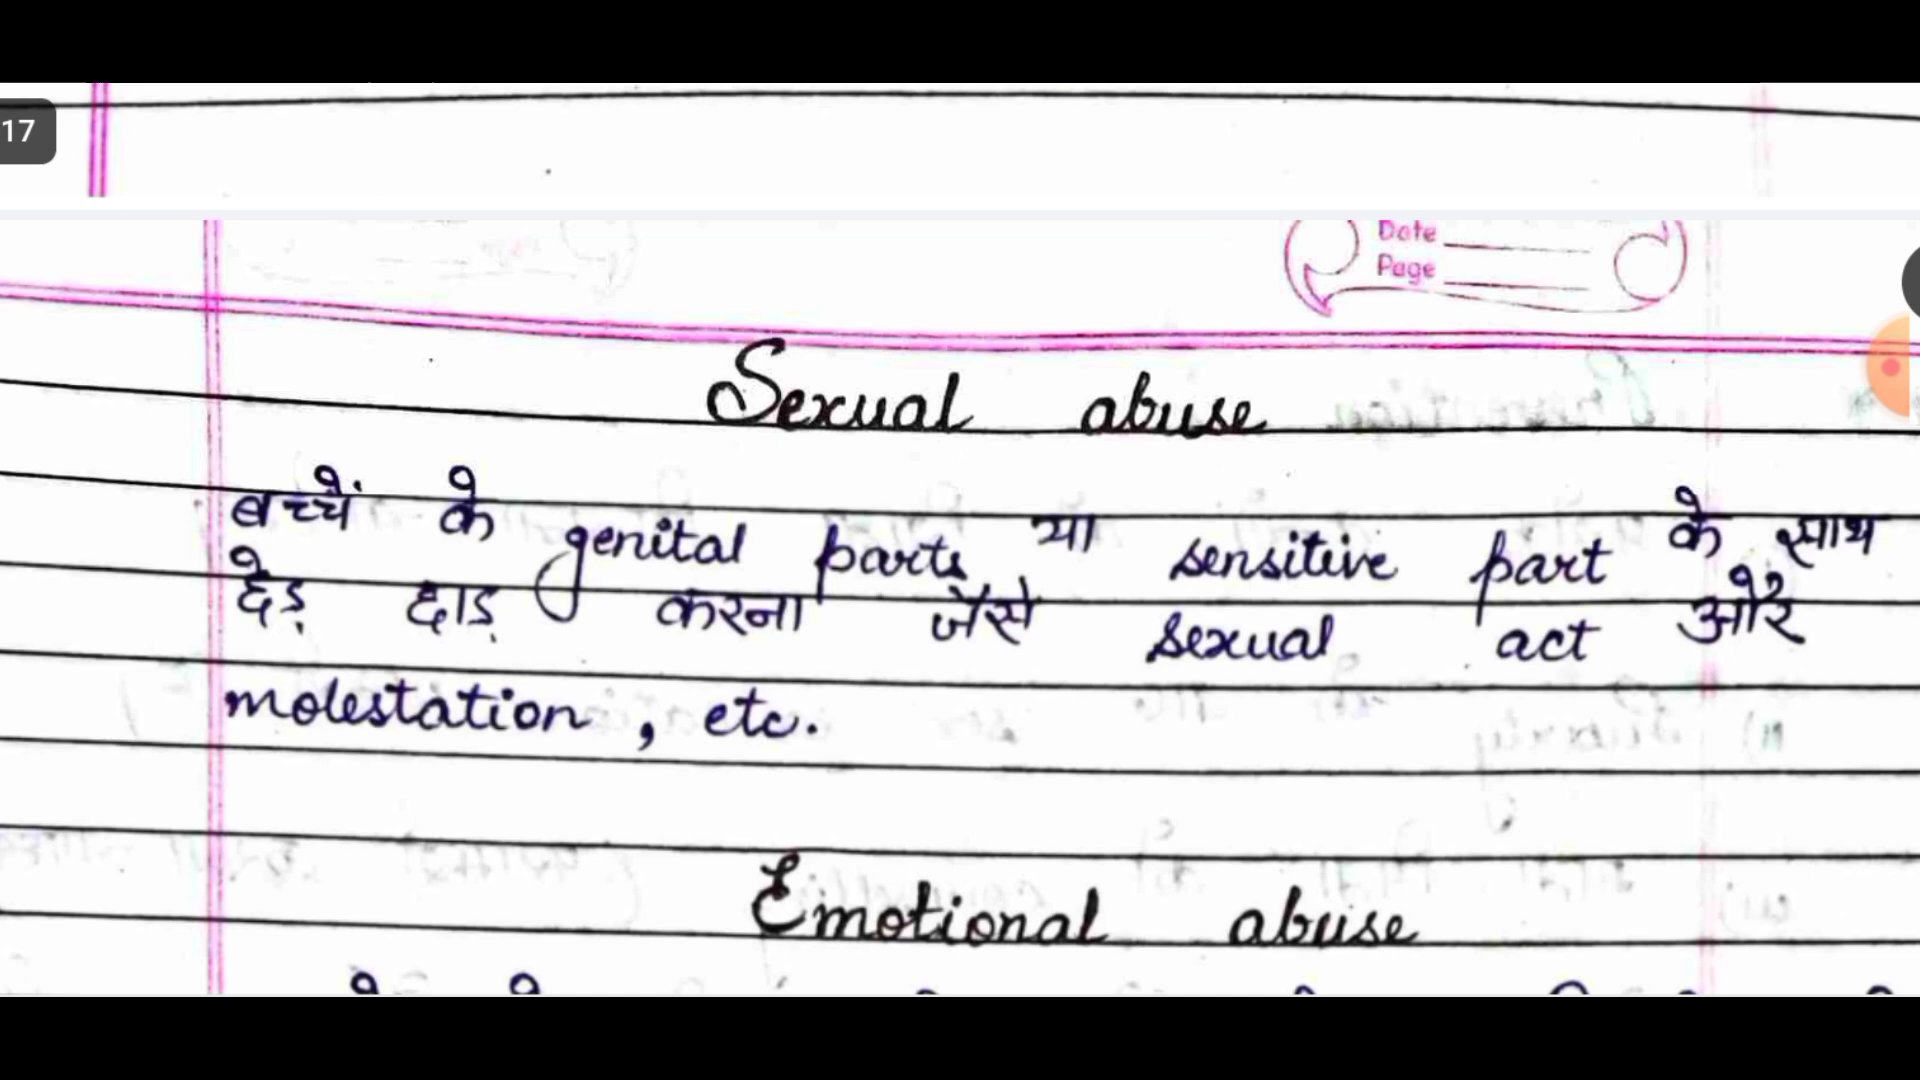 17
Date
Page
Sexual abuse
बच्चें के genital parts या sensitive part के साथ
छेड़ छाड़ करना जैसे sexual act और
molestation, etc.
Emotional abuse